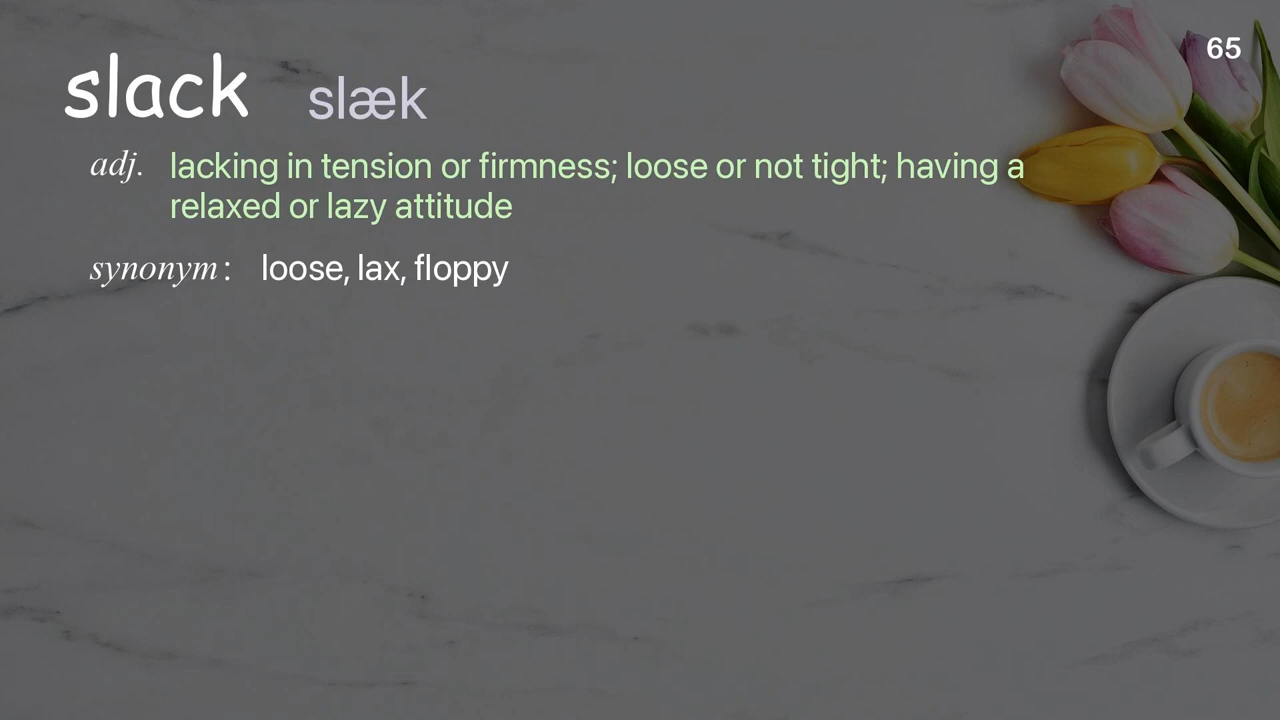 65
slack slæk
adj. lacking in tension or firmness; loose or not tight; having a
relaxed or lazy attitude
synonym: loose, lax, floppy